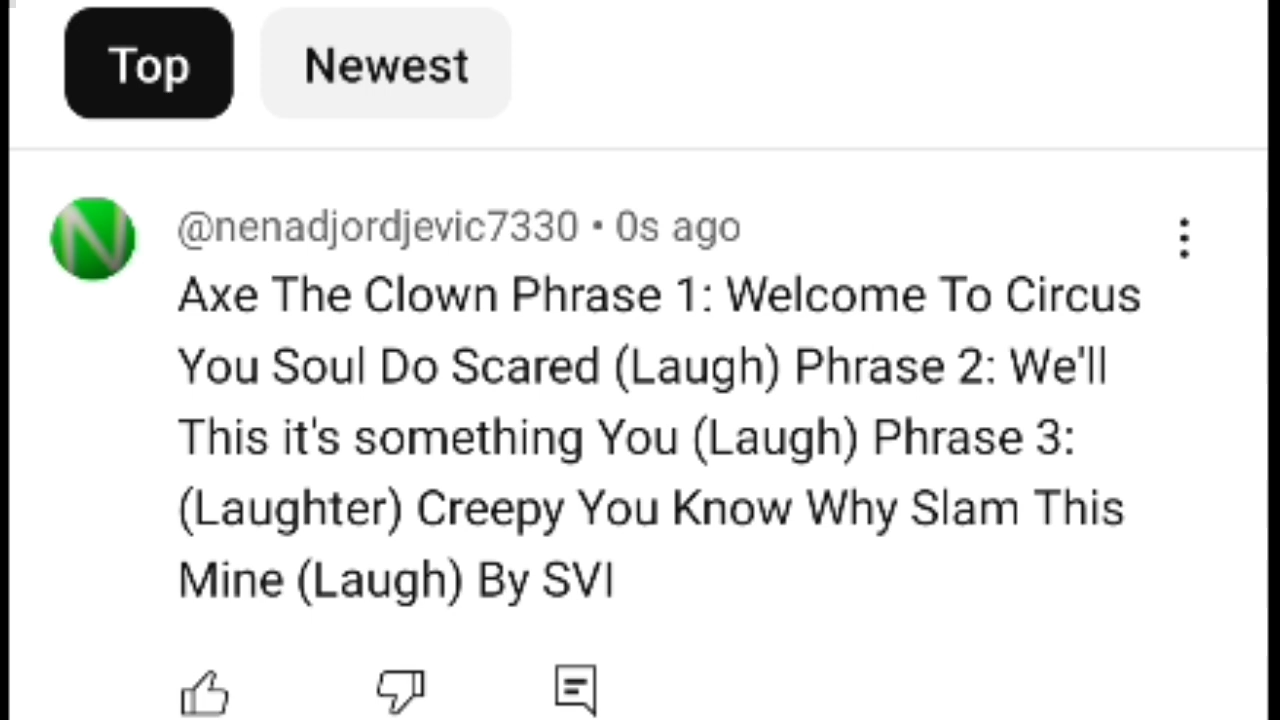 Top Newest
@nenadjordjevic7330 • 0s ago
Axe The Clown Phrase 1: Welcome To Circus
You Soul Do Scared (Laugh) Phrase 2: We'll
This it's something You (Laugh) Phrase 3:
(Laughter) Creepy You Know Why Slam This
Mine (Laugh) By SVI